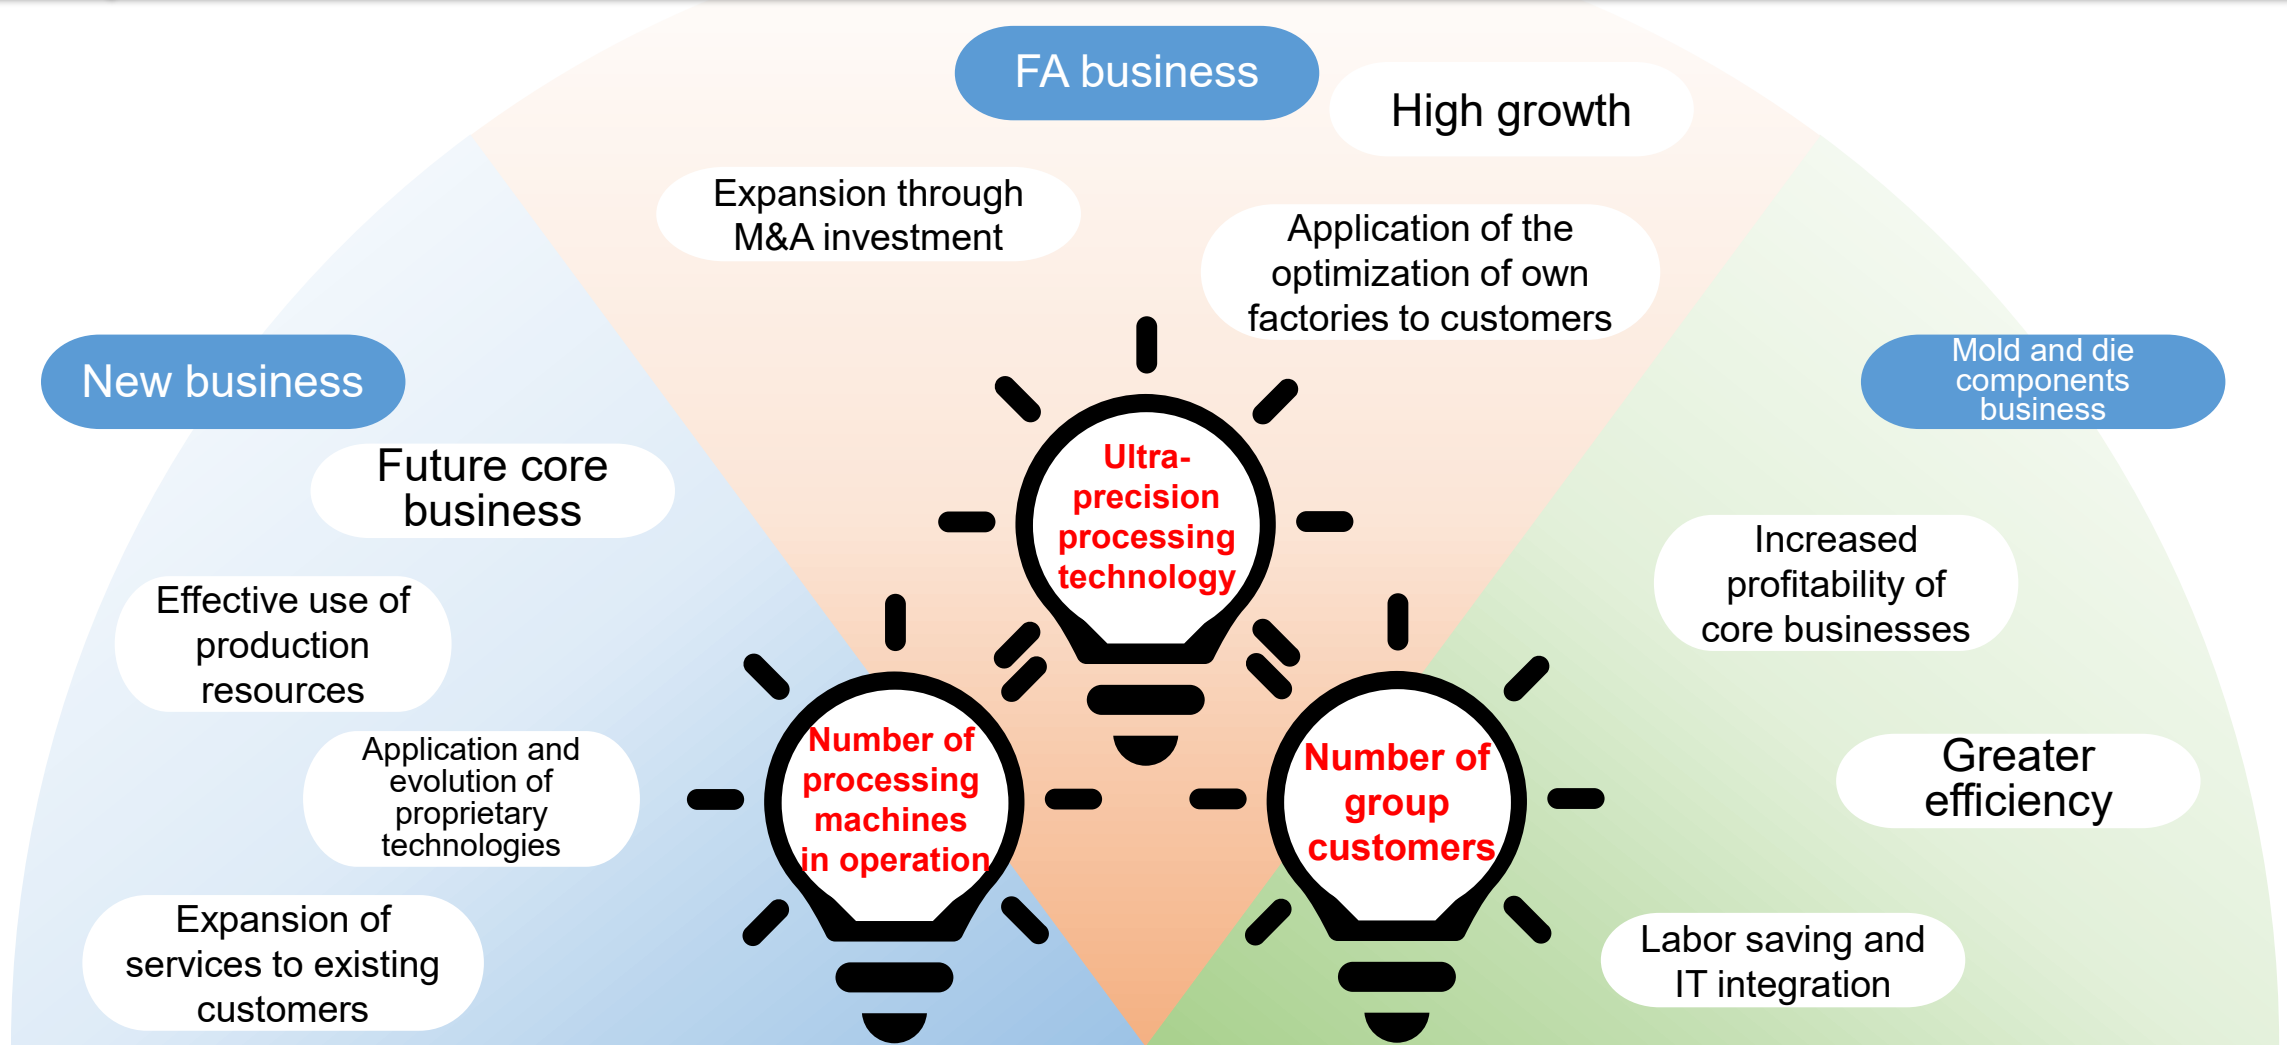 FA business
High growth
Expansion through
M&A investment
Application of the
optimization of own
factories to customers
New business
Future core
business
Effective use of
production
resources
Application and
evolution of
proprietary
technologies
Expansion of
services to existing
customers
Mold and die
components
business
Increased
profitability of
core businesses
Greater
efficiency
Labor saving and
IT integration
Ultra-
precision
processing
technology
Number of
processing
machines
in operation
Number of
group
customers